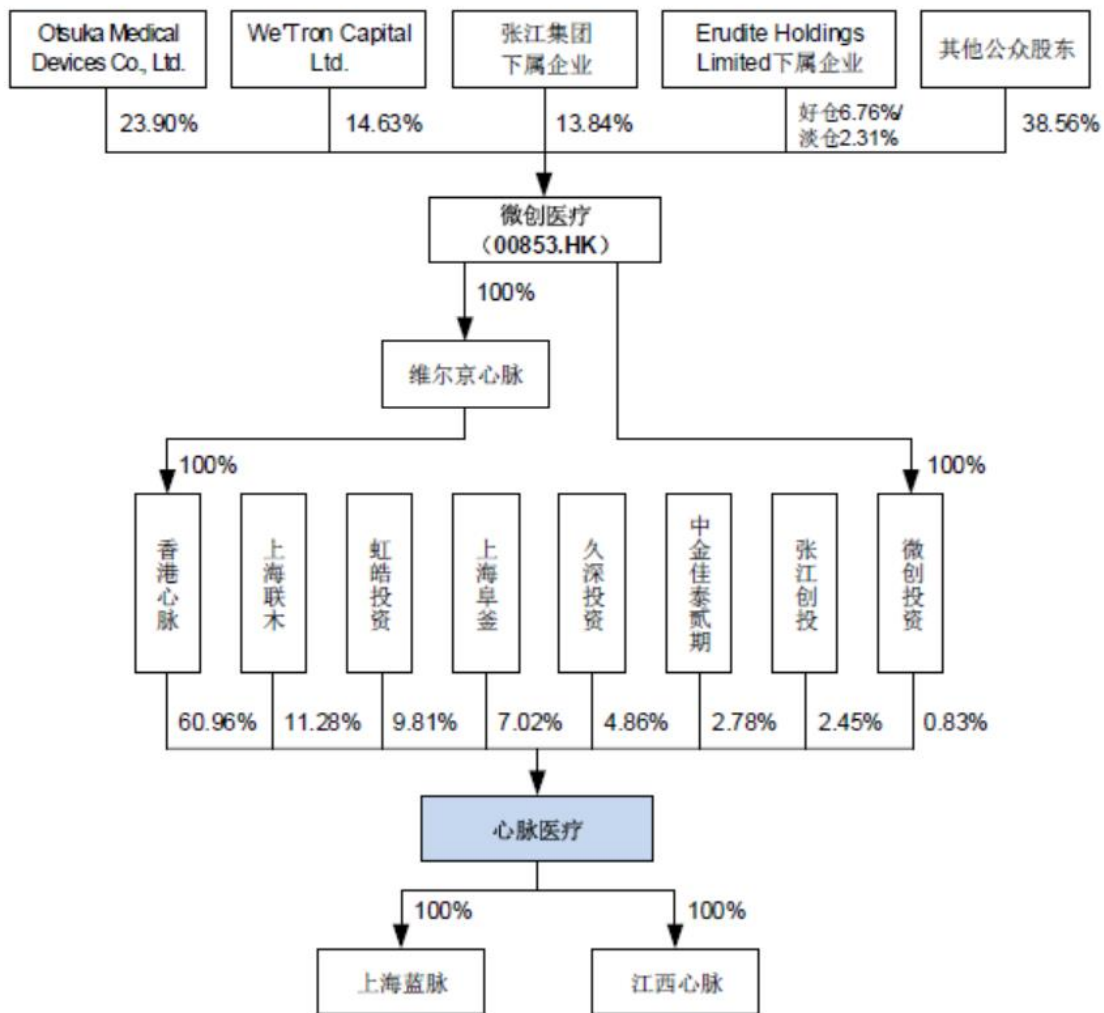 Otsuka Medical
Devices Co., Ltd.
We'Tron Capital
Ltd.
张江集团
下属企业
Erudite Holdings
Limited下属企业
其他公众股东
23.90%
14.63%
13.84%
好仓6.76%/
淡仓2.31%
38.56%
微创医疗
（00853.HK）
100%
维尔京心脉
100%
100%
香港心脉
上海联木
虹皓投资
上海阜釜
久深投资
中金佳泰贰期
张江创投
微创投资
60.96%
11.28%
9.81%
7.02%
4.86%
2.78%
2.45%
0.83%
心脉医疗
100%
100%
上海蓝脉
江西心脉